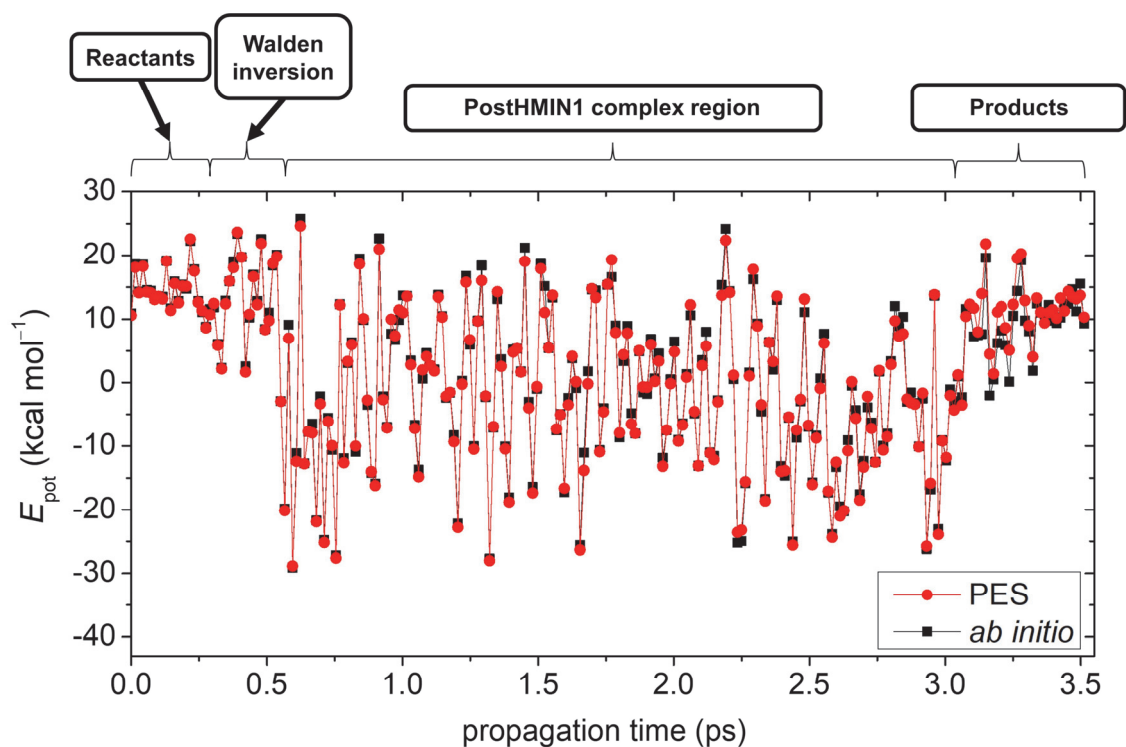 Reactants
Walden
inversion
PostHMIN1 complex region
Products
E_pot (kcal mol⁻¹)
30
20
10
0
-10
-20
-30
-40
PES
ab initio
0.0 0.5 1.0 1.5 2.0 2.5 3.0 3.5
propagation time (ps)